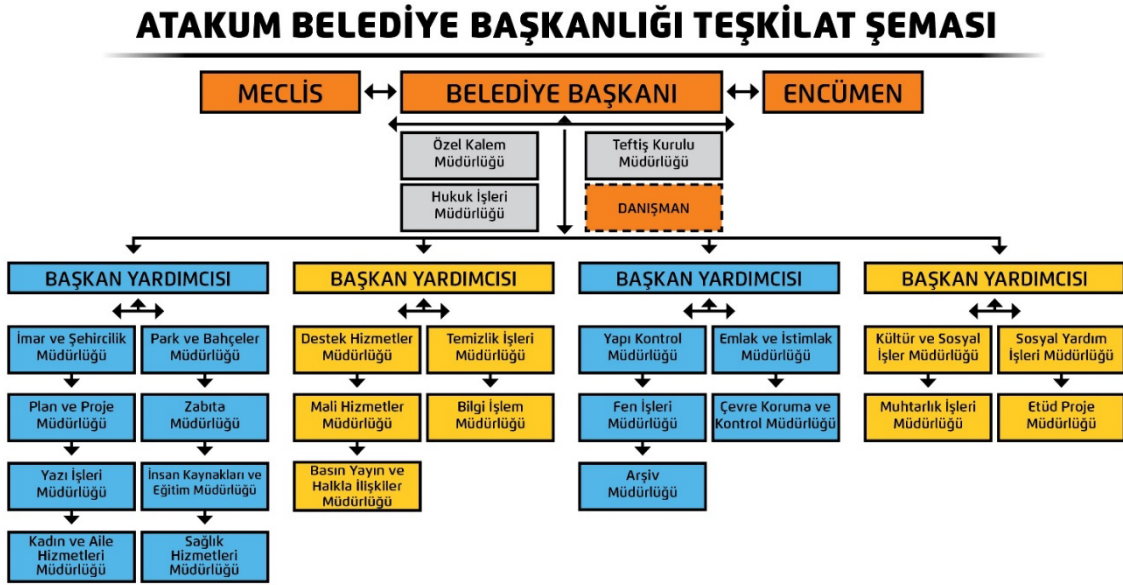 ATAKUM BELEDİYE BAŞKANLIĞI TEŞKİLAT ŞEMASI
MECLİS
BELEDİYE BAŞKANI
ENCÜMEN
Özel Kalem
Müdürlüğü
Teftiş Kurulu
Müdürlüğü
Hukuk İşleri
Müdürlüğü
DANIŞMAN
BAŞKAN YARDIMCISI
İmar ve Şehircilik
Müdürlüğü
Park ve Bahçeler
Müdürlüğü
Plan ve Proje
Müdürlüğü
Zabıta
Müdürlüğü
Yazı İşleri
Müdürlüğü
İnsan Kaynakları ve
Eğitim Müdürlüğü
Kadın ve Aile
Hizmetleri
Müdürlüğü
Sağlık
Hizmetleri
Müdürlüğü
BAŞKAN YARDIMCISI
Destek Hizmetler
Müdürlüğü
Temizlik İşleri
Müdürlüğü
Mali Hizmetler
Müdürlüğü
Bilgi İşlem
Müdürlüğü
Basın Yayın ve
Halkla İlişkiler
Müdürlüğü
BAŞKAN YARDIMCISI
Yapı Kontrol
Müdürlüğü
Emlak ve İstimlak
Müdürlüğü
Fen İşleri
Müdürlüğü
Çevre Koruma ve
Kontrol Müdürlüğü
Arşiv
Müdürlüğü
BAŞKAN YARDIMCISI
Kültür ve Sosyal
İşler Müdürlüğü
Sosyal Yardım
İşleri Müdürlüğü
Muhtarlık İşleri
Müdürlüğü
Etüd Proje
Müdürlüğü